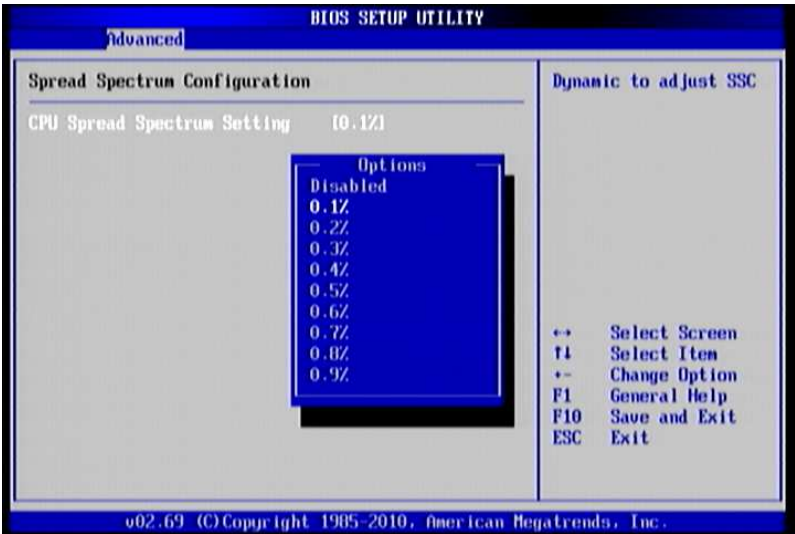 BIOS SETUP UTILITY
Advanced
Spread Spectrum Configuration
CPU Spread Spectrum Setting [0.1%]
Options
Disabled
0.1%
0.2%
0.3%
0.4%
0.5%
0.6%
0.7%
0.8%
0.9%
Dynamic to adjust SSC
↔ Select Screen
↑↓ Select Item
+- Change Option
F1 General Help
F10 Save and Exit
ESC Exit
v02.69 (C)Copyright 1985-2010, American Megatrends, Inc.